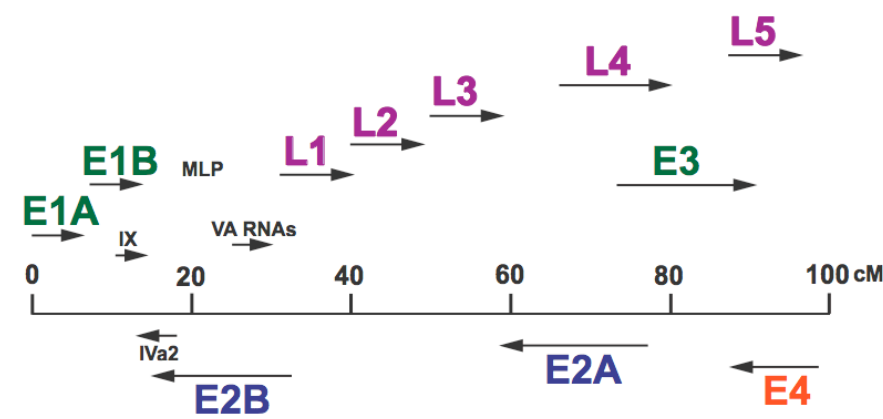 L5
L4
L3
L2
L1
E1B
MLP
E3
E1A
IX
VA RNAs
0 20 40 60 80 100 cM
IVa2
E2B
E2A
E4